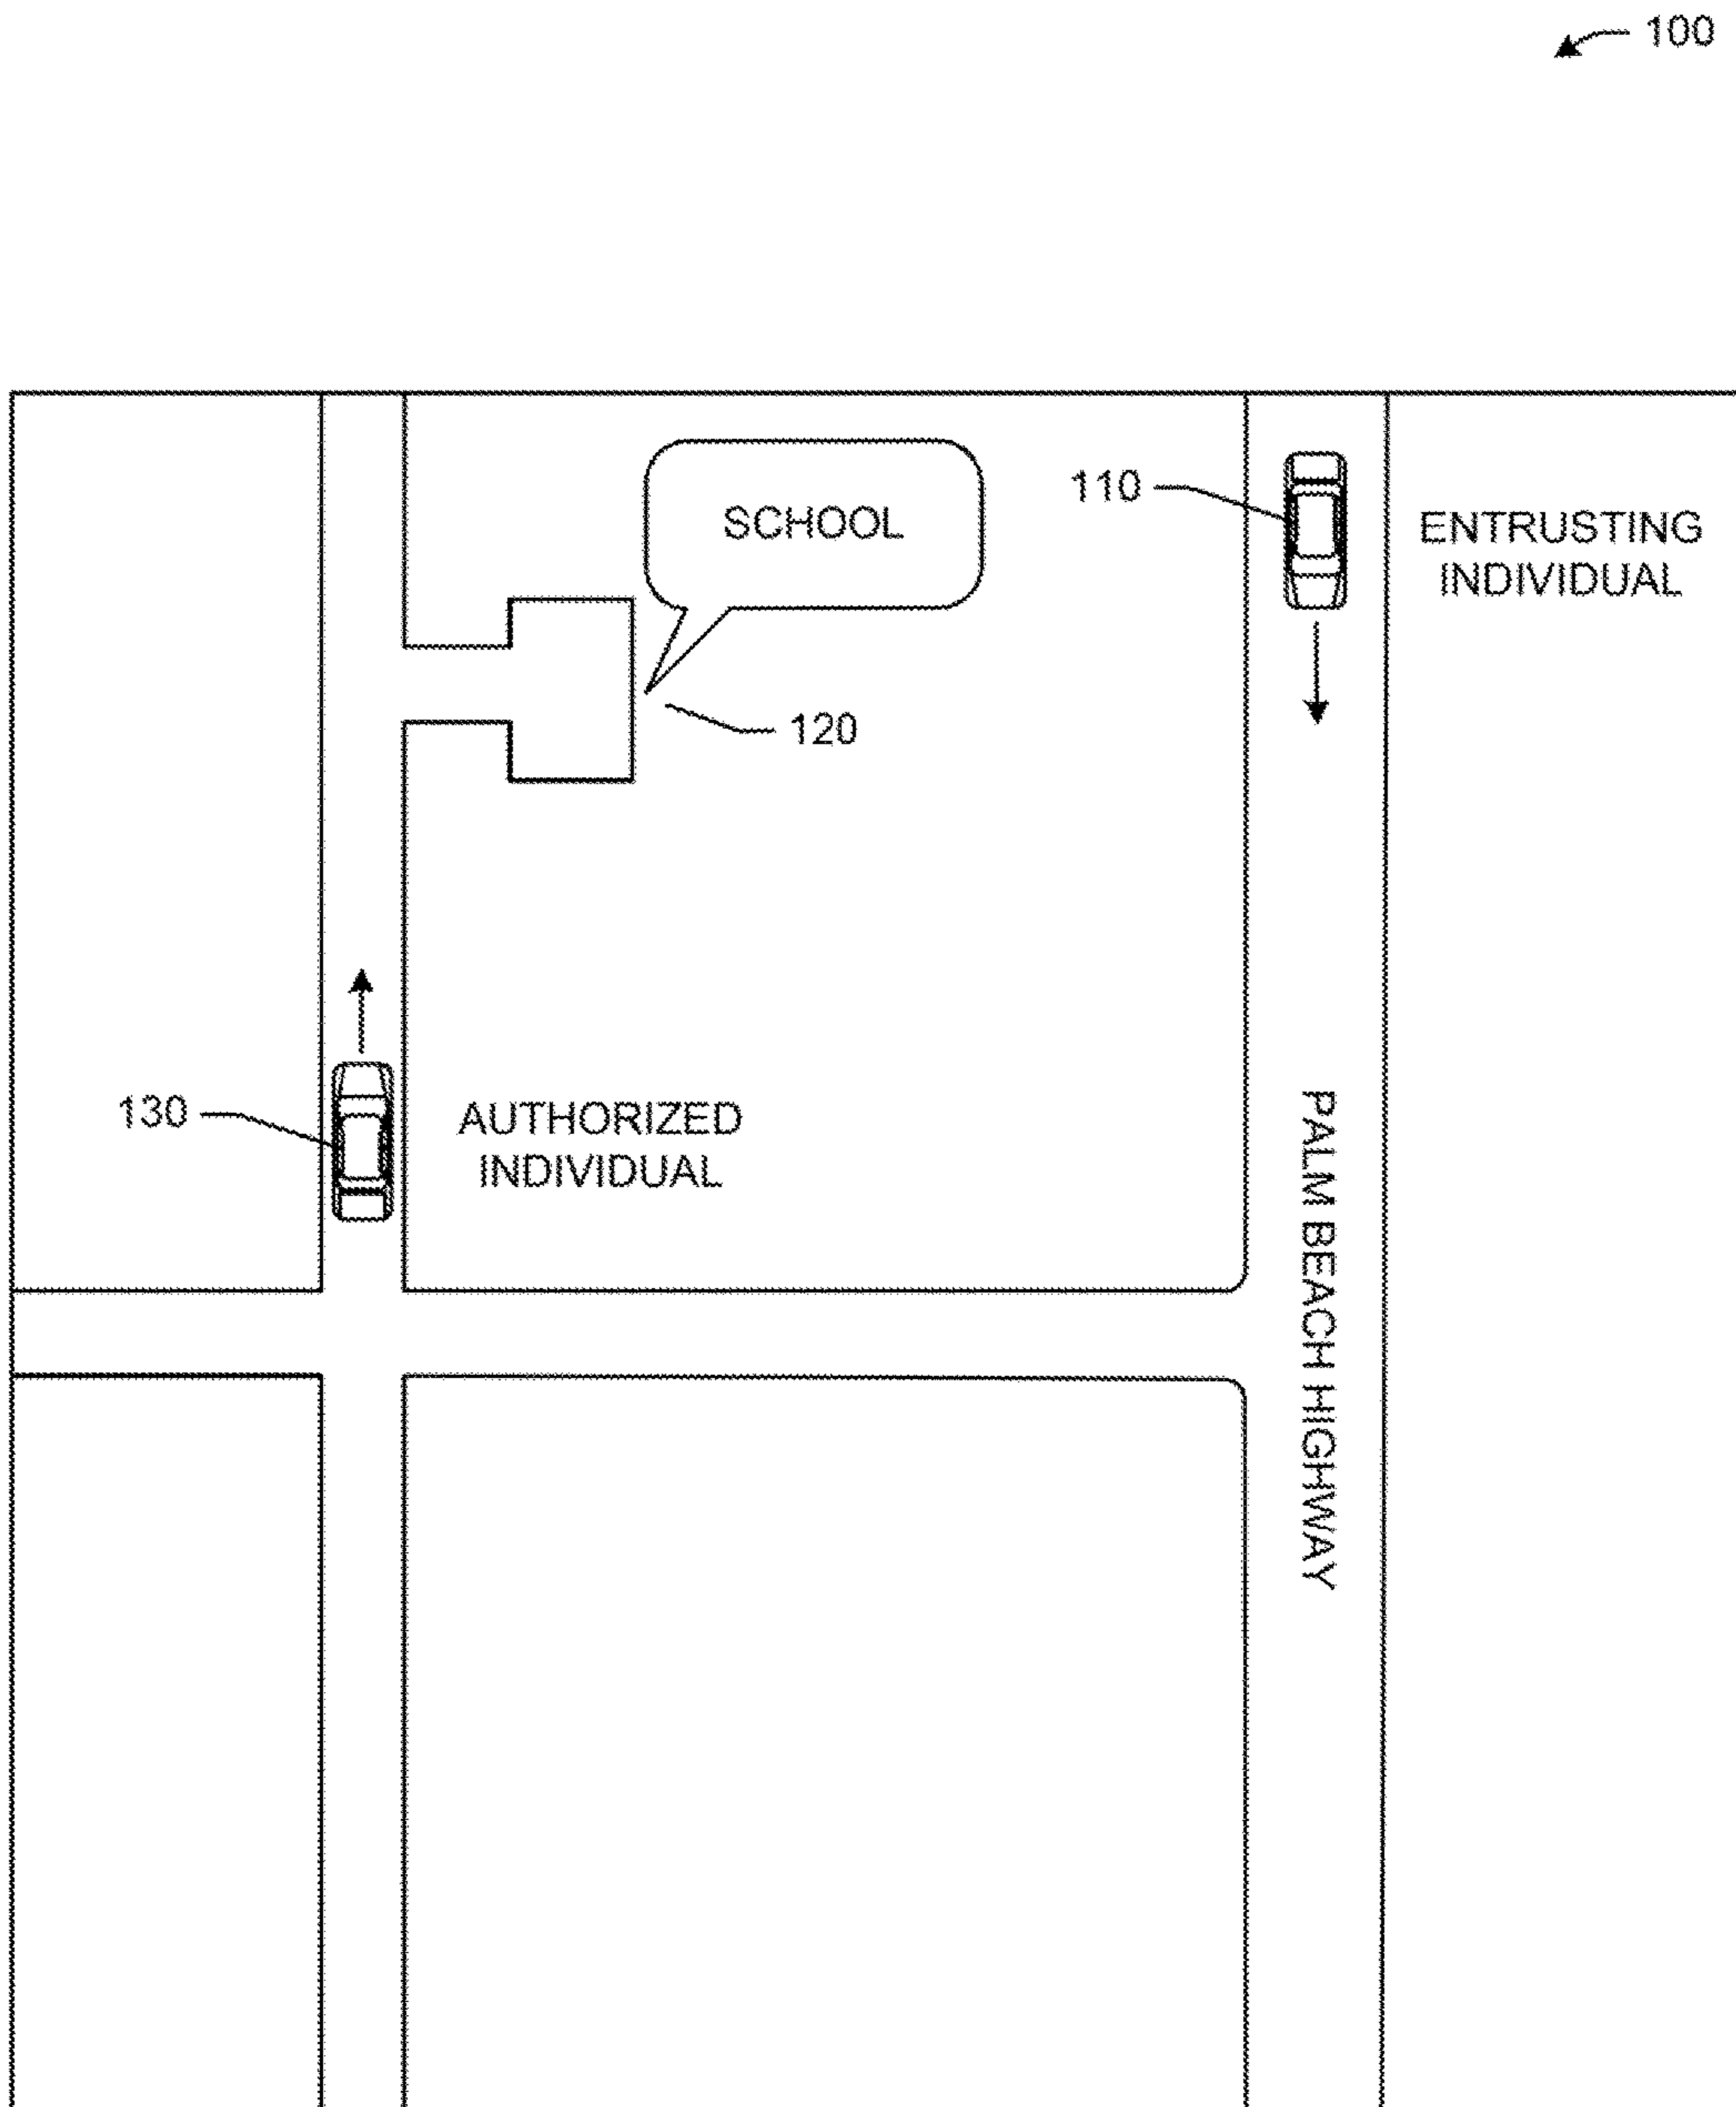 100
SCHOOL
110
ENTRUSTING
INDIVIDUAL
120
130
AUTHORIZED
INDIVIDUAL
PALM BEACH HIGHWAY